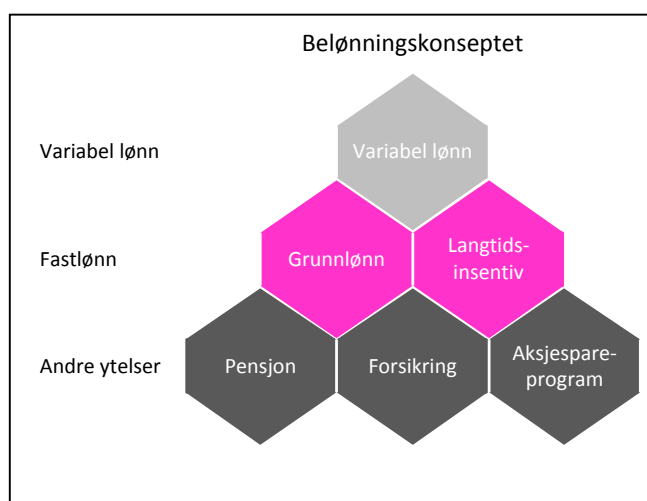 Belønningskonseptet
Variabel lønn
Variabel lønn
Fastlønn
Grunnlønn
Langtids-
insentiv
Andre ytelser
Pensjon
Forsikring
Aksjespare-
program